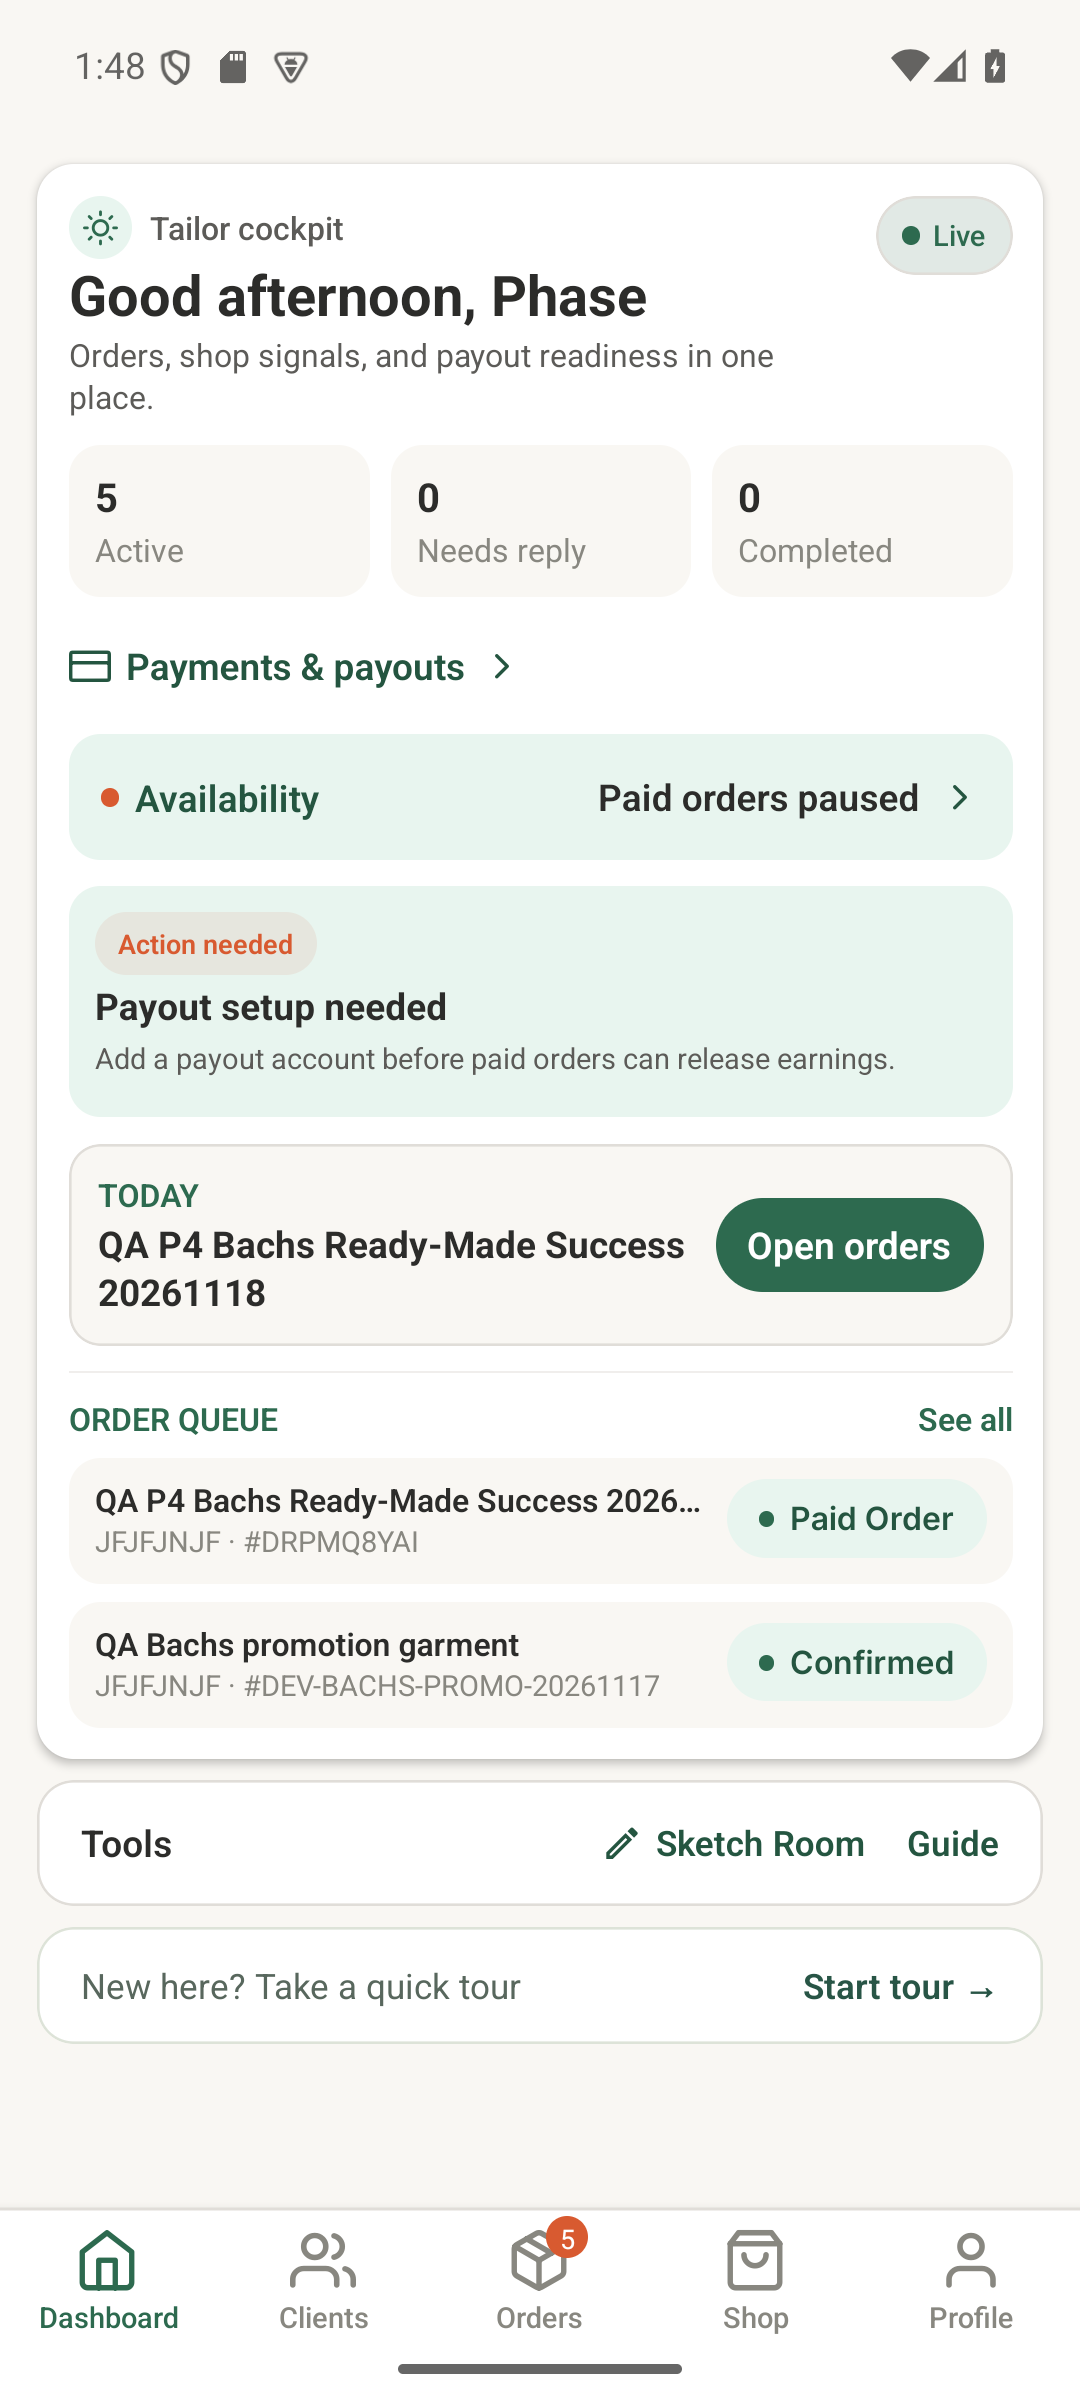 1:48
Tailor cockpit
Live
Good afternoon, Phase
Orders, shop signals, and payout readiness in one
place.
5
Active
0
Needs reply
0
Completed
Payments & payouts
Availability
Paid orders paused
Action needed
Payout setup needed
Add a payout account before paid orders can release earnings.
TODAY
QA P4 Bachs Ready-Made Success
20261118
Open orders
ORDER QUEUE
See all
QA P4 Bachs Ready-Made Success 2026...
JFJFJNJF · #DRPMQ8YAI
Paid Order
QA Bachs promotion garment
JFJFJNJF · #DEV-BACHS-PROMO-20261117
Confirmed
Tools
Sketch Room
Guide
New here? Take a quick tour
Start tour →
5
Dashboard
Clients
Orders
Shop
Profile